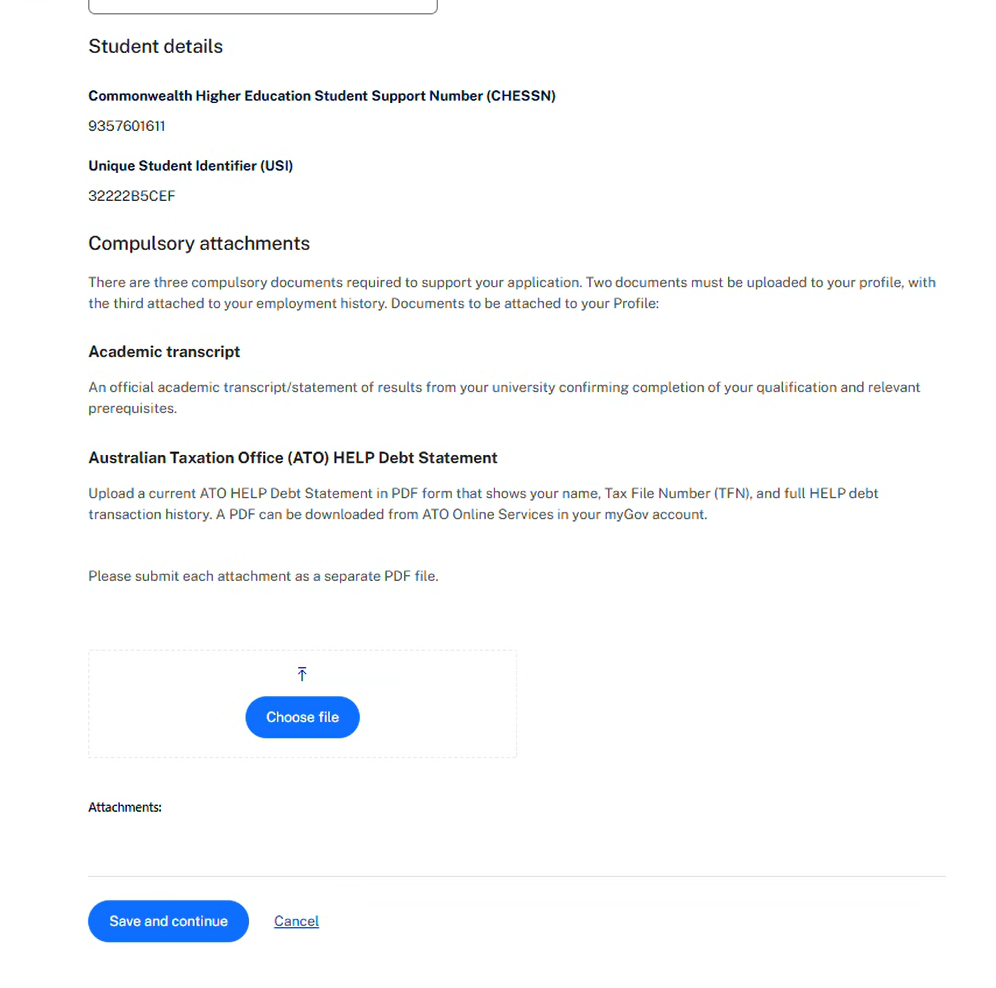 Student details
Commonwealth Higher Education Student Support Number (CHESSN)
9357601611
Unique Student Identifier (USI)
32222B5CEF
Compulsory attachments
There are three compulsory documents required to support your application. Two documents must be uploaded to your profile, with
the third attached to your employment history. Documents to be attached to your Profile:
Academic transcript
An official academic transcript/statement of results from your university confirming completion of your qualification and relevant
prerequisites.
Australian Taxation Office (ATO) HELP Debt Statement
Upload a current ATO HELP Debt Statement in PDF form that shows your name, Tax File Number (TFN), and full HELP debt
transaction history. A PDF can be downloaded from ATO Online Services in your myGov account.
Please submit each attachment as a separate PDF file.
Choose file
Attachments:
Save and continue
Cancel